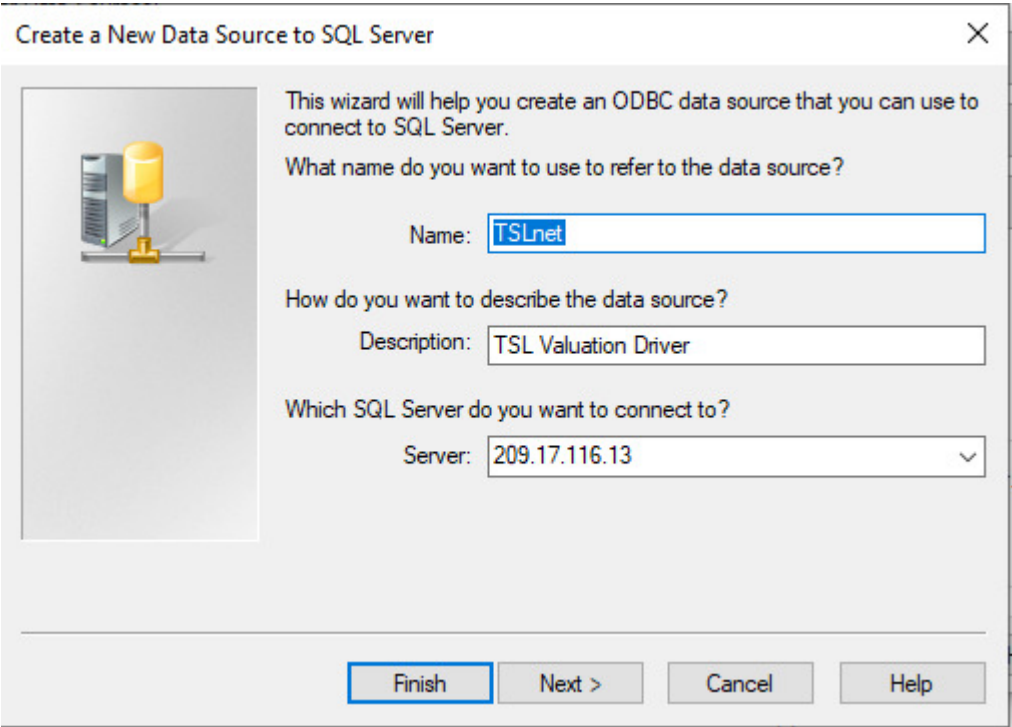 Create a New Data Source to SQL Server
This wizard will help you create an ODBC data source that you can use to
connect to SQL Server.
What name do you want to use to refer to the data source?
Name: TSLnet
How do you want to describe the data source?
Description: TSL Valuation Driver
Which SQL Server do you want to connect to?
Server: 209.17.116.13
Finish Next > Cancel Help